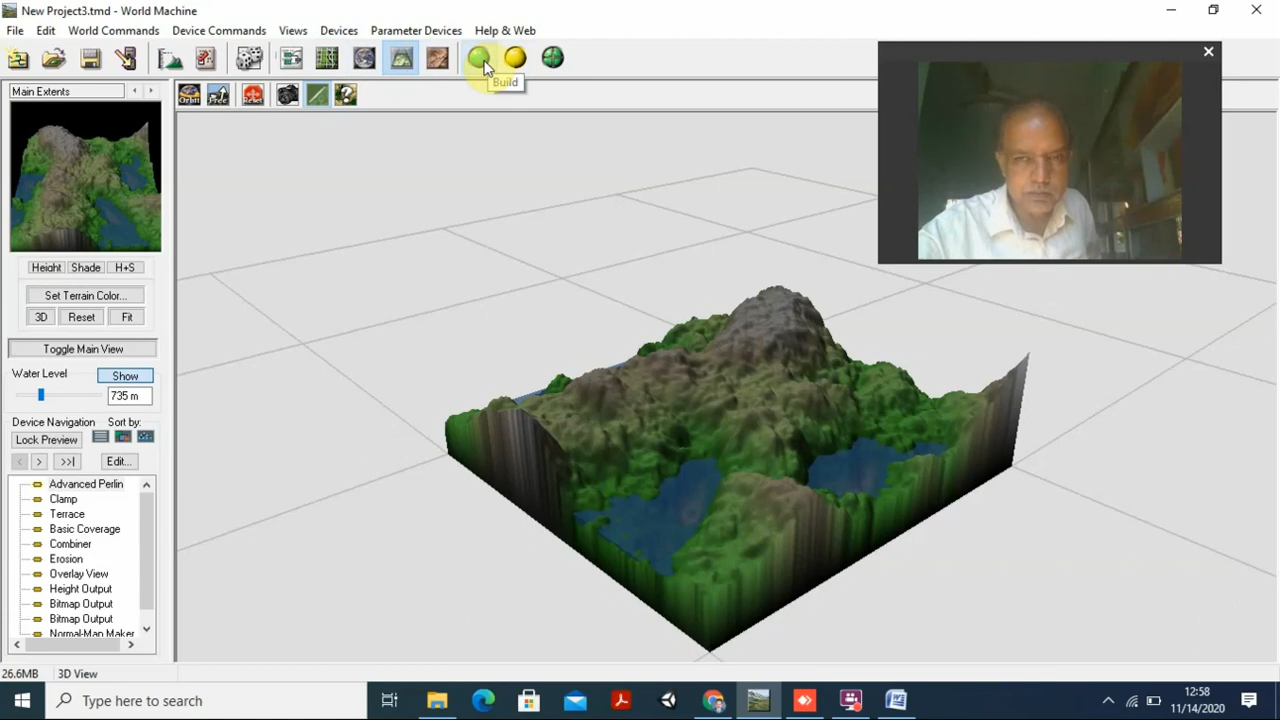 New Project3.tmd - World Machine
File Edit World Commands Device Commands Views Devices Parameter Devices Help & Web
Build
Main Extents
Orbit Free Reset
Height Shade H+S
Set Terrain Color...
3D Reset Fit
Toggle Main View
Water Level Show
735 m
Device Navigation Sort by:
Lock Preview
< > >>| Edit...
Advanced Perlin
Clamp
Terrace
Basic Coverage
Combiner
Erosion
Overlay View
Height Output
Bitmap Output
Bitmap Output
Normal-Map Maker
26.6MB 3D View
Type here to search
12:58
11/14/2020